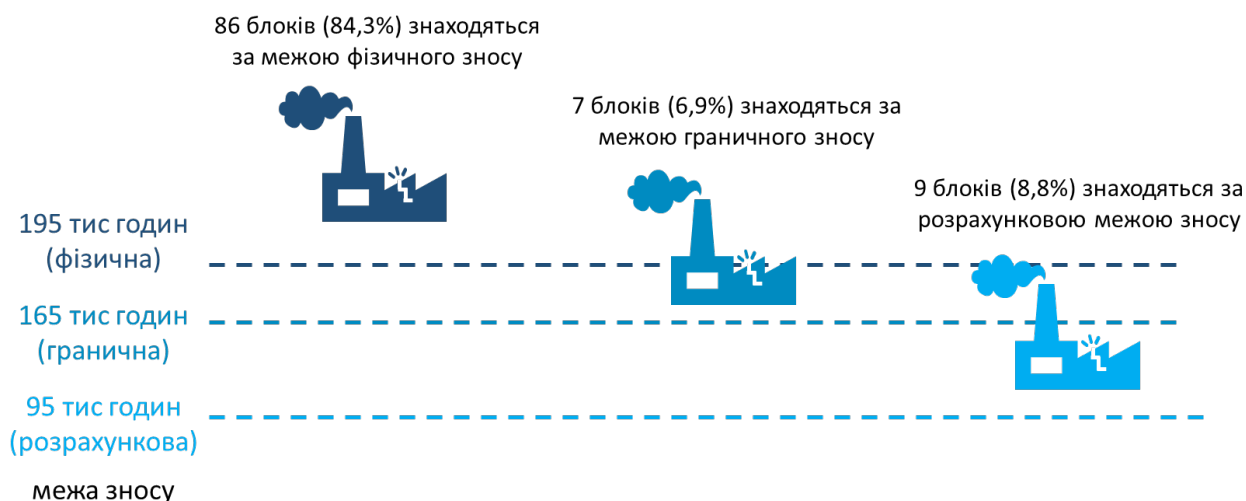 86 блоків (84,3%) знаходяться
за межою фізичного зносу
7 блоків (6,9%) знаходяться за
межою граничного зносу
9 блоків (8,8%) знаходяться за
розрахунковою межою зносу
195 тис годин
(фізична)
165 тис годин
(гранична)
95 тис годин
(розрахункова)
межа зносу